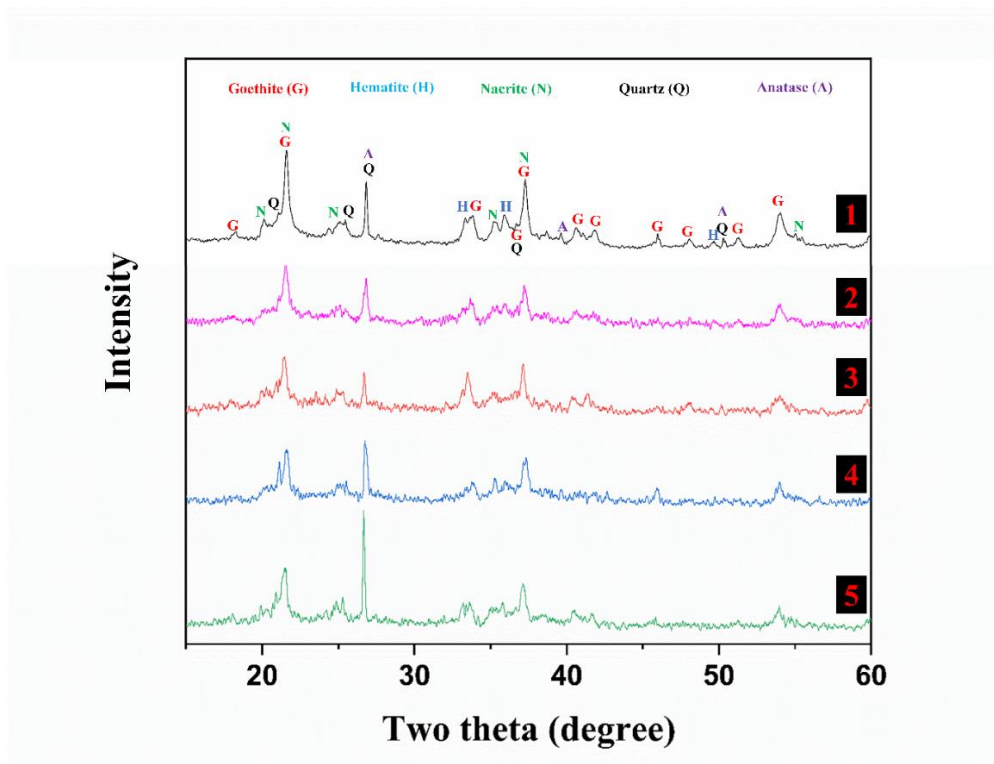 Goethite (G) Hematite (H) Nacrite (N) Quartz (Q) Anatase (A)
N
G
A
Q
N
G
G
N
Q
N
Q
H
G
N
H
G
Q
A
G
G
G
G
H
A
Q
G
G
N
1
2
3
4
5
Intensity
20 30 40 50 60
Two theta (degree)